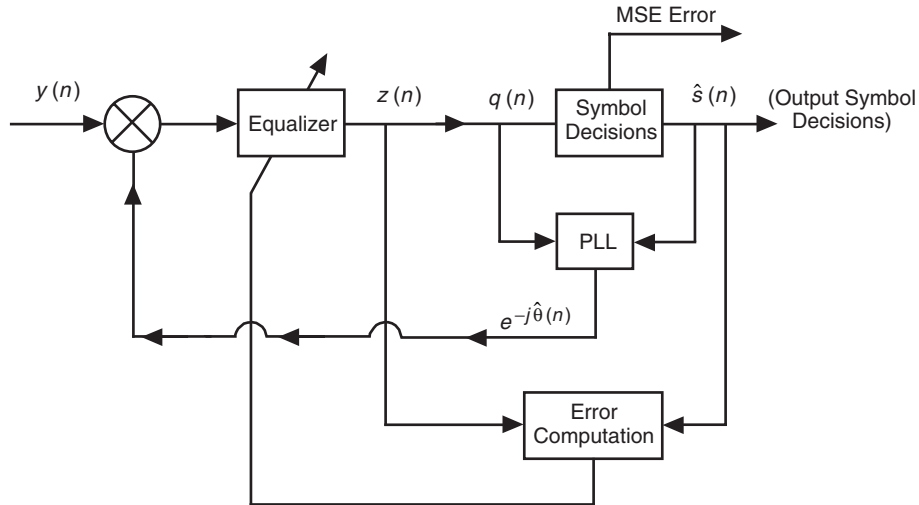 MSE Error
y (n)
Equalizer
z (n)
q (n)
Symbol
Decisions
ŝ (n)
(Output Symbol
Decisions)
PLL
e^{-jθ̂(n)}
Error
Computation